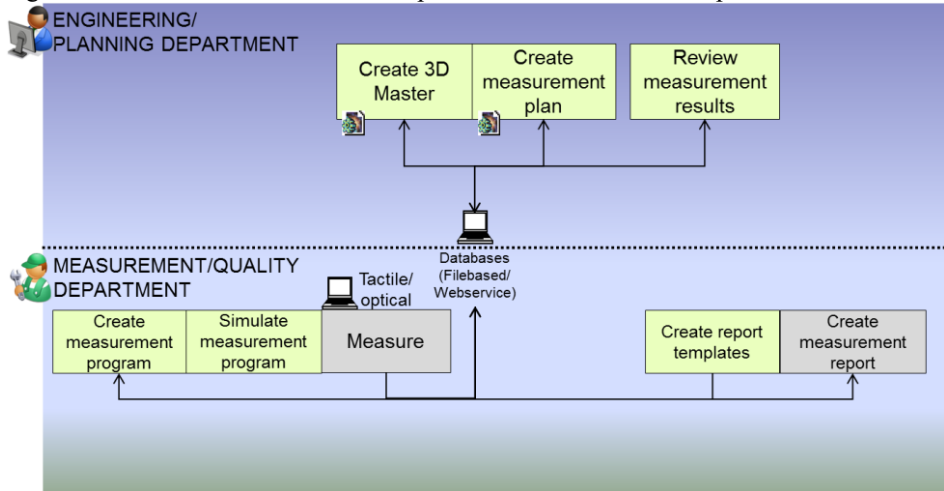 ENGINEERING/
PLANNING DEPARTMENT
Create 3D
Master
Create
measurement
plan
Review
measurement
results
Databases
(Filebased/
Webservice)
MEASUREMENT/QUALITY
DEPARTMENT
Tactile/
optical
Create
measurement
program
Simulate
measurement
program
Measure
Create report
templates
Create
measurement
report